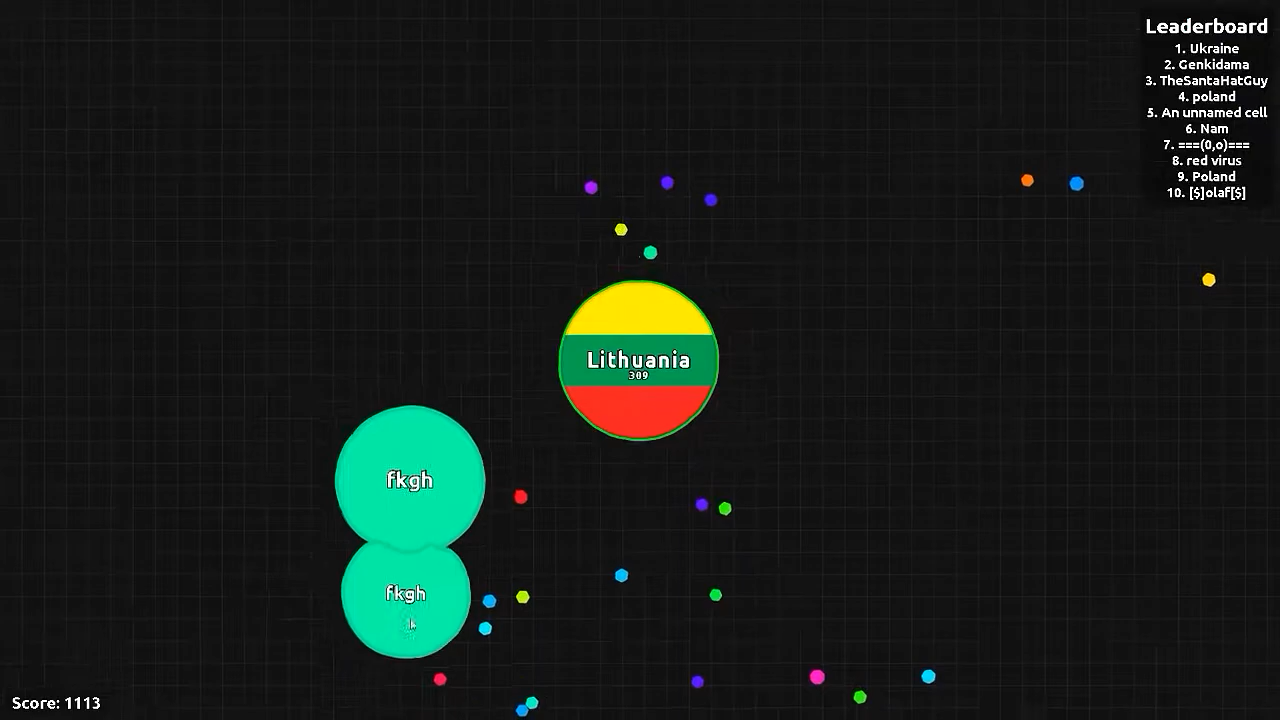 Leaderboard
1. Ukraine
2. Genkidama
3. TheSantaHatGuy
4. poland
5. An unnamed cell
6. Nam
7. ===(0,o)===
8. red virus
9. Poland
10. [$]olaf[$]
Lithuania
309
fkgh
fkgh
Score: 1113